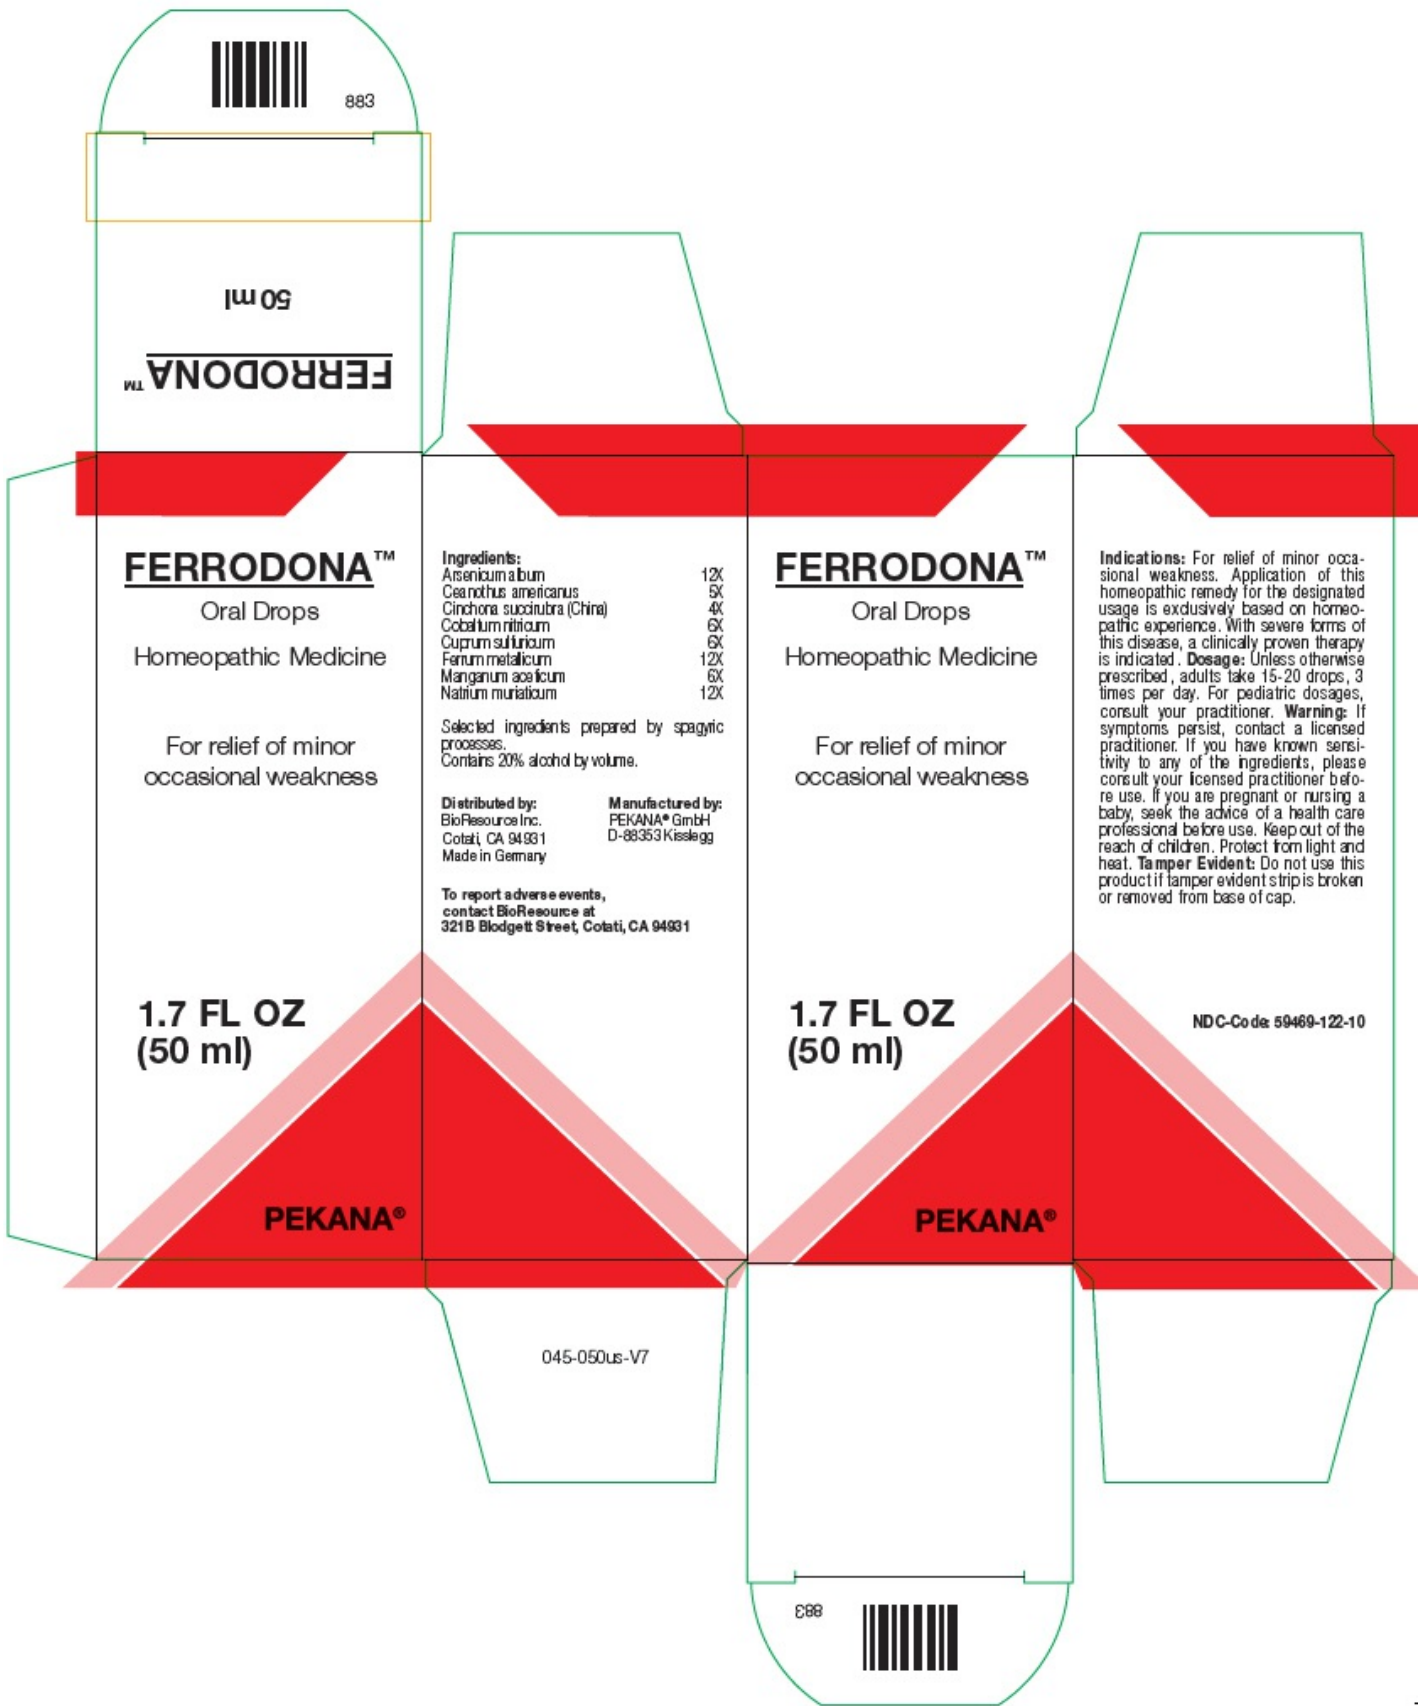 883
50 ml
FERRODONA™
FERRODONA™
Oral Drops
Homeopathic Medicine
For relief of minor
occasional weakness
1.7 FL OZ
(50 ml)
PEKANA®
Ingredients:
Arsenicum album 12X
Ceanothus americanus 5X
Cinchona succirubra (China) 4X
Cobaltum nitricum 6X
Cuprum sulfuricum 6X
Ferrum metallicum 12X
Manganum aceticum 6X
Natrium muriaticum 12X
Selected ingredients prepared by spagyric
processes.
Contains 20% alcohol by volume.
Distributed by:
BioResource Inc.
Cotati, CA 94931
Made in Germany
Manufactured by:
PEKANA® GmbH
D-88353 Kisslegg
To report adverse events,
contact BioResource at
321B Blodgett Street, Cotati, CA 94931
045-050us-V7
FERRODONA™
Oral Drops
Homeopathic Medicine
For relief of minor
occasional weakness
1.7 FL OZ
(50 ml)
PEKANA®
Indications: For relief of minor occa-
sional weakness. Application of this
homeopathic remedy for the designated
usage is exclusively based on homeo-
pathic experience. With severe forms of
this disease, a clinically proven therapy
is indicated. Dosage: Unless otherwise
prescribed, adults take 15-20 drops, 3
times per day. For pediatric dosages,
consult your practitioner. Warning: If
symptoms persist, contact a licensed
practitioner. If you have known sensi-
tivity to any of the ingredients, please
consult your licensed practitioner befo-
re use. If you are pregnant or nursing a
baby, seek the advice of a health care
professional before use. Keep out of the
reach of children. Protect from light and
heat. Tamper Evident: Do not use this
product if tamper evident strip is broken
or removed from base of cap.
NDC-Code: 59469-122-10
883